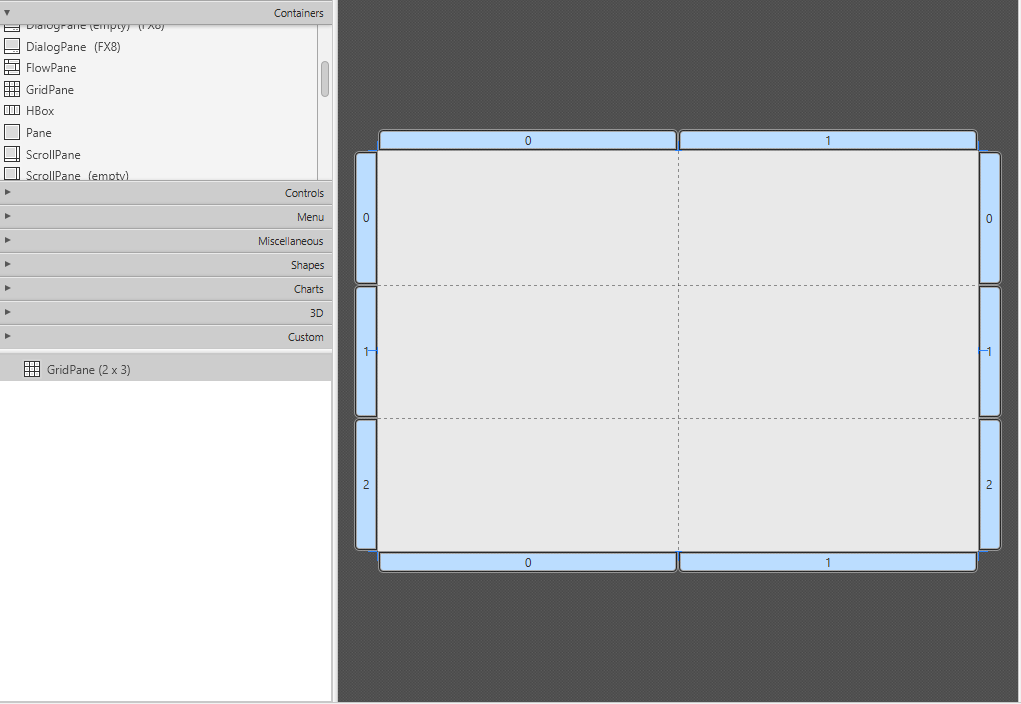 Containers
DialogPane (empty) (FX8)
DialogPane (FX8)
FlowPane
GridPane
HBox
Pane
ScrollPane
ScrollPane (empty)
Controls
Menu
Miscellaneous
Shapes
Charts
3D
Custom
GridPane (2 x 3)
0 1
0 0
1 1
2 2
0 1